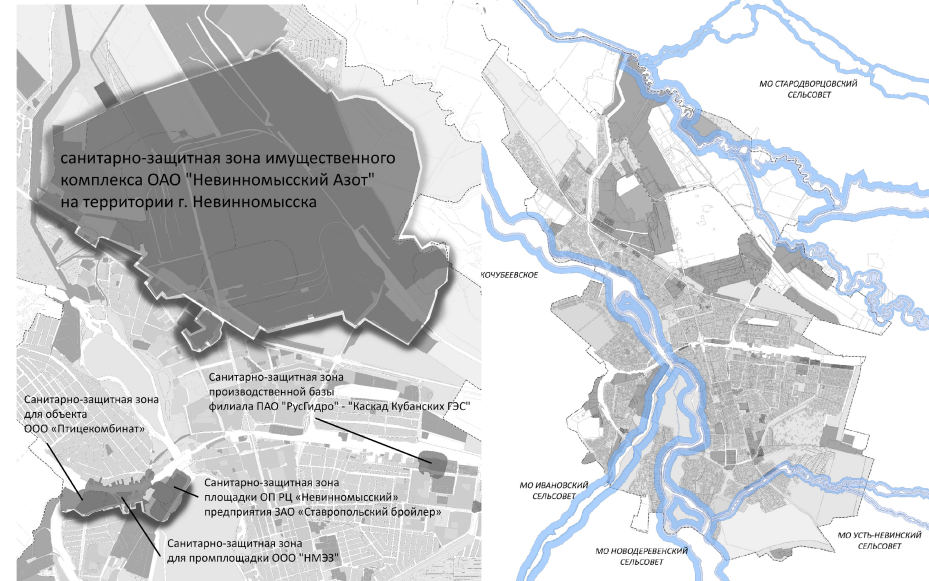 санитарно-защитная зона имущественного
комплекса ОАО "Невинномысский Азот"
на территории г. Невинномысска
Санитарно-защитная зона
производственной базы
филиала ПАО "РусГидро" - "Каскад Кубанских ГЭС"
Санитарно-защитная зона
для объекта
ООО «Птицекомбинат»
Санитарно-защитная зона
площадки ОП РЦ «Невинномысский»
предприятия ЗАО «Ставропольский бройлер»
Санитарно-защитная зона
для промплощадки ООО "НМЭЗ"
МО СТАРОДВОРЦОВСКИЙ
СЕЛЬСОВЕТ
КОЧУБЕЕВСКОЕ
МО ИВАНОВСКИЙ
СЕЛЬСОВЕТ
МО УСТЬ-НЕВИНСКИЙ
СЕЛЬСОВЕТ
МО НОВОДЕРЕВЕНСКИЙ
СЕЛЬСОВЕТ